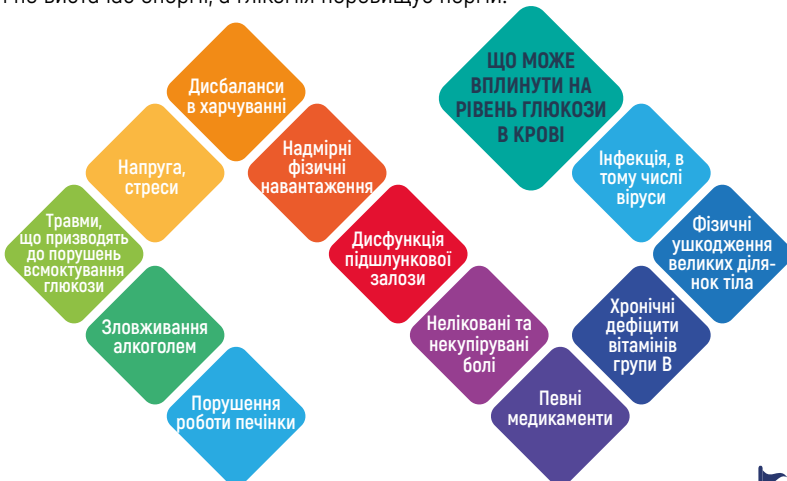 ЩО МОЖЕ
ВПЛИНУТИ НА
РІВЕНЬ ГЛЮКОЗИ
В КРОВІ
Дисбаланси
в харчуванні
Напруга,
стреси
Надмірні
фізичні
навантаження
Інфекція, в
тому числі
віруси
Травми,
що призводять
до порушень
всмоктування
глюкози
Дисфункція
підшлункової
залози
Фізичні
ушкодження
великих діля-
нок тіла
Зловживання
алкоголем
Неліковані та
некупірувані
болі
Хронічні
дефіцити
вітамінів
групи В
Порушення
роботи печінки
Певні
медикаменти